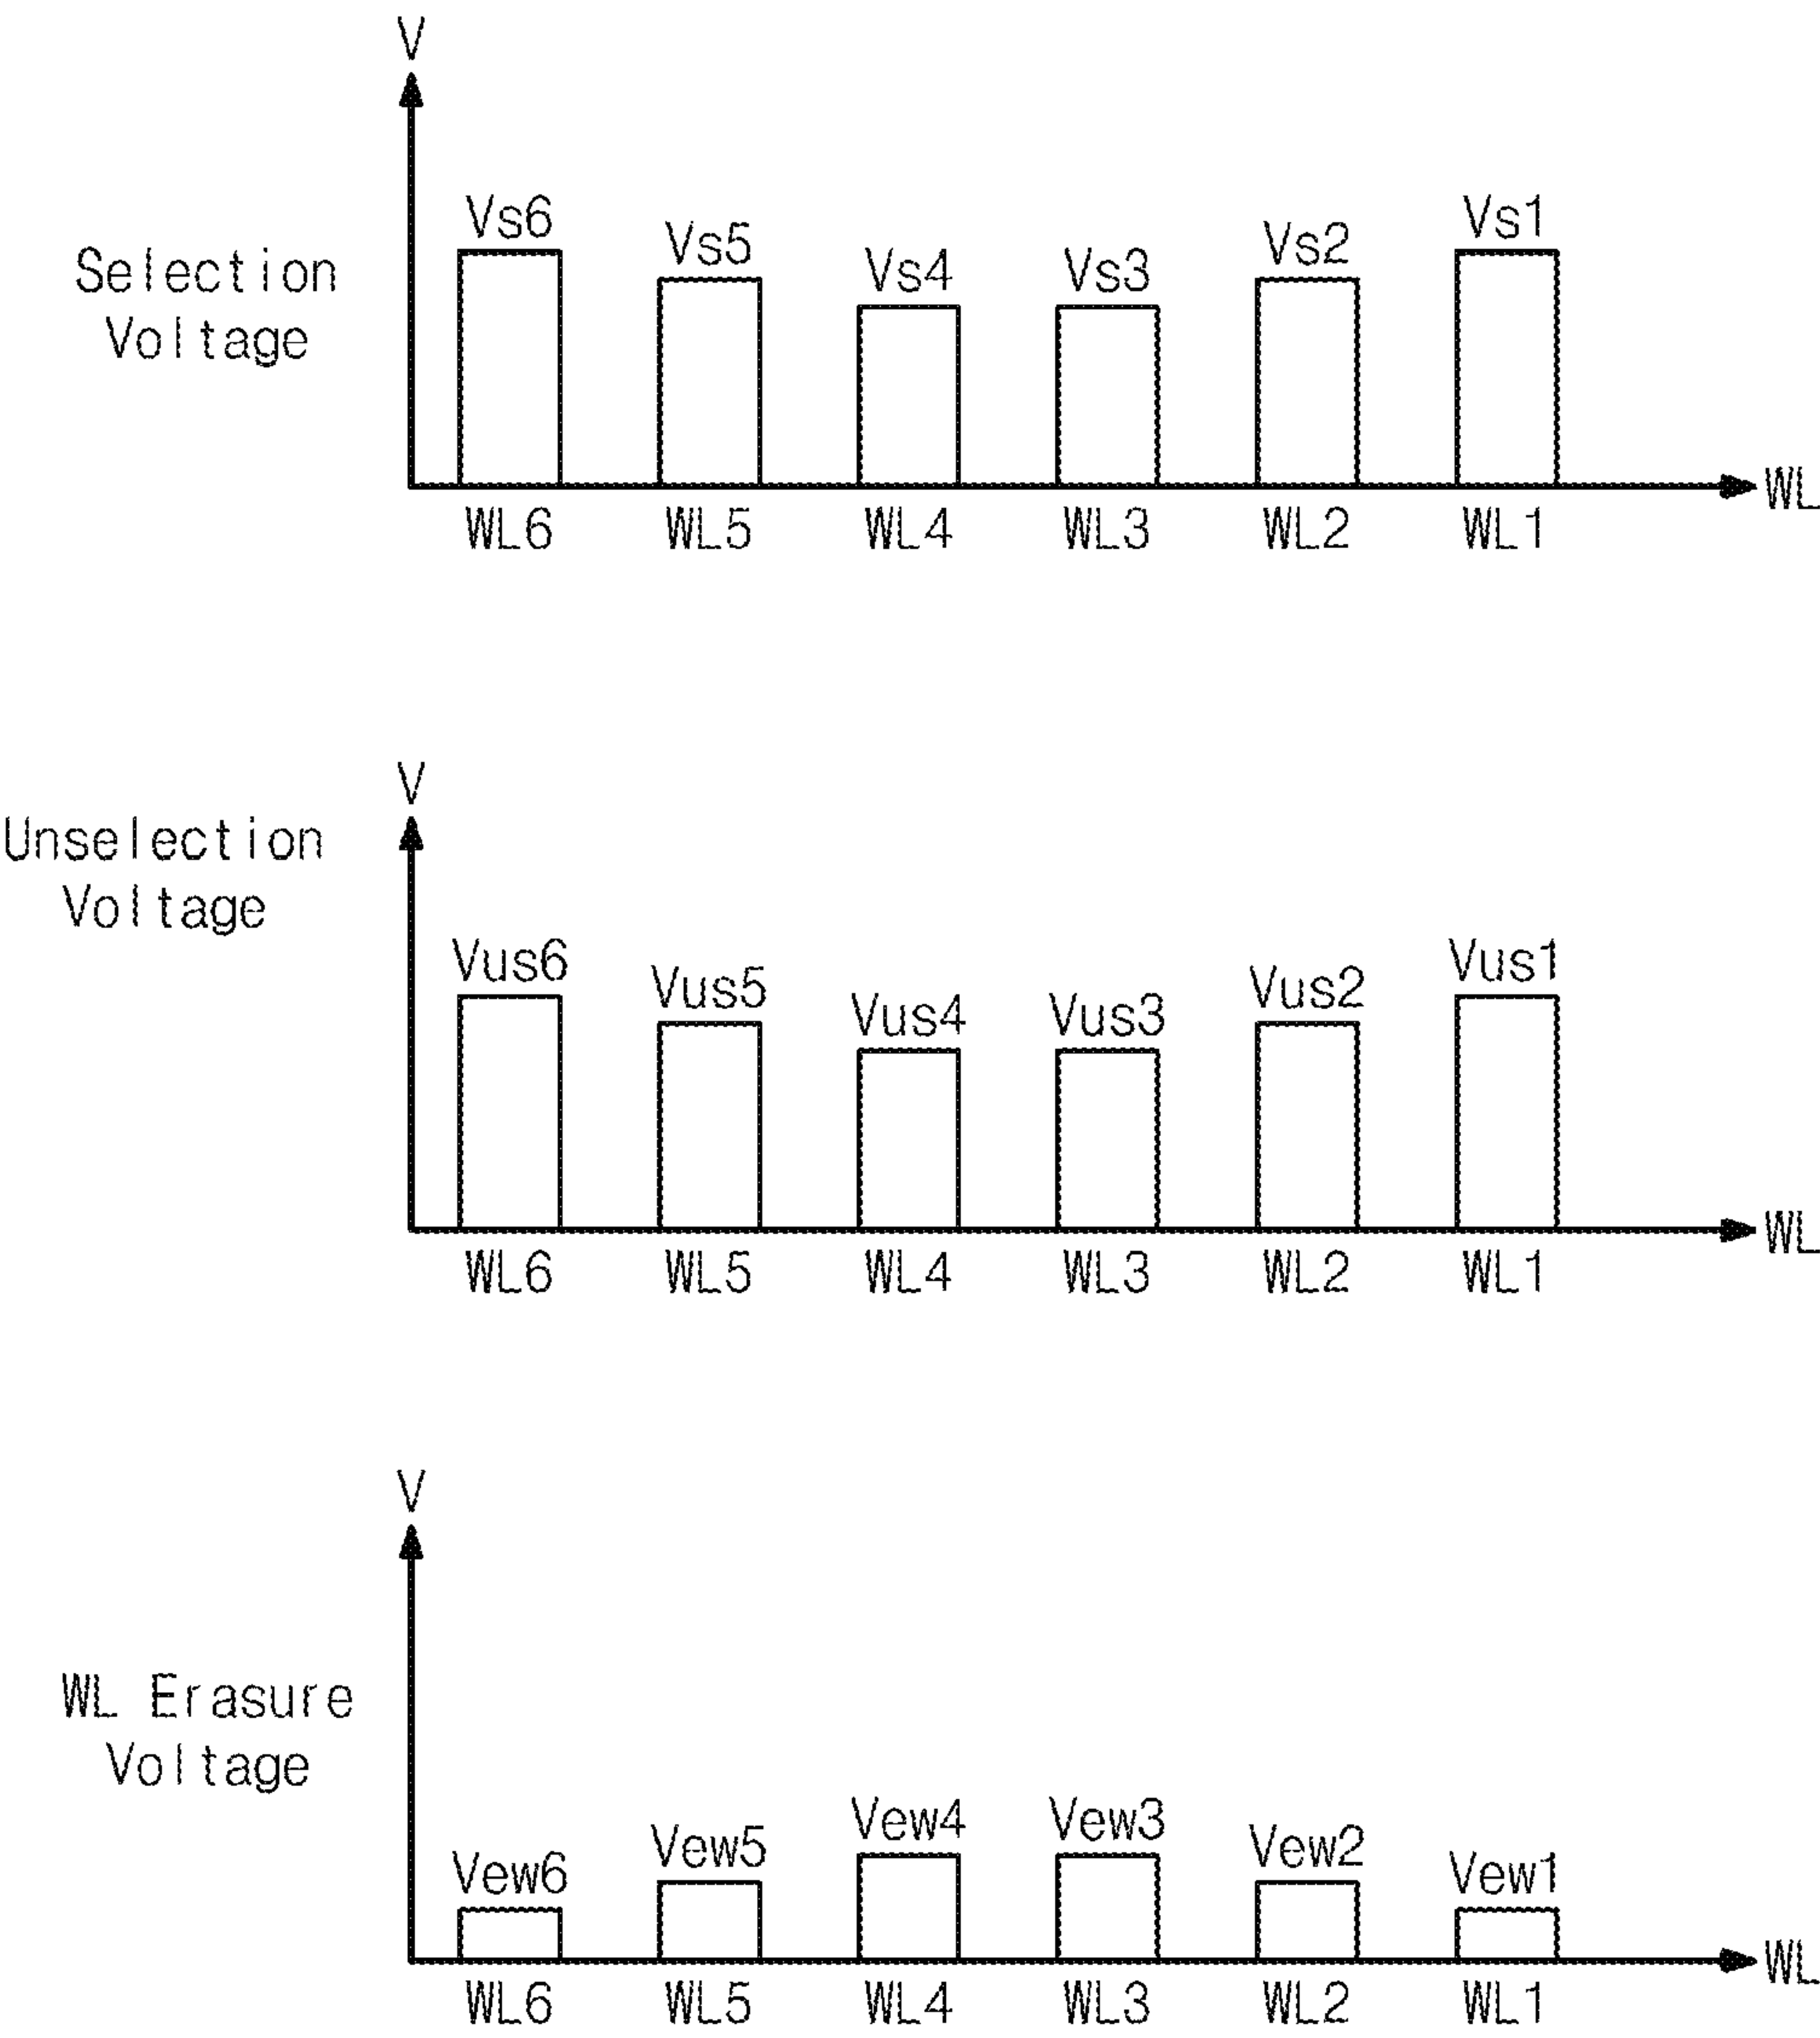 V
Vs6 Vs5 Vs4 Vs3 Vs2 Vs1
Selection
Voltage
WL
WL6 WL5 WL4 WL3 WL2 WL1
V
Unselection
Voltage
Vus6 Vus5 Vus4 Vus3 Vus2 Vus1
WL
WL6 WL5 WL4 WL3 WL2 WL1
V
WL Erasure
Voltage
Vew6 Vew5 Vew4 Vew3 Vew2 Vew1
WL
WL6 WL5 WL4 WL3 WL2 WL1